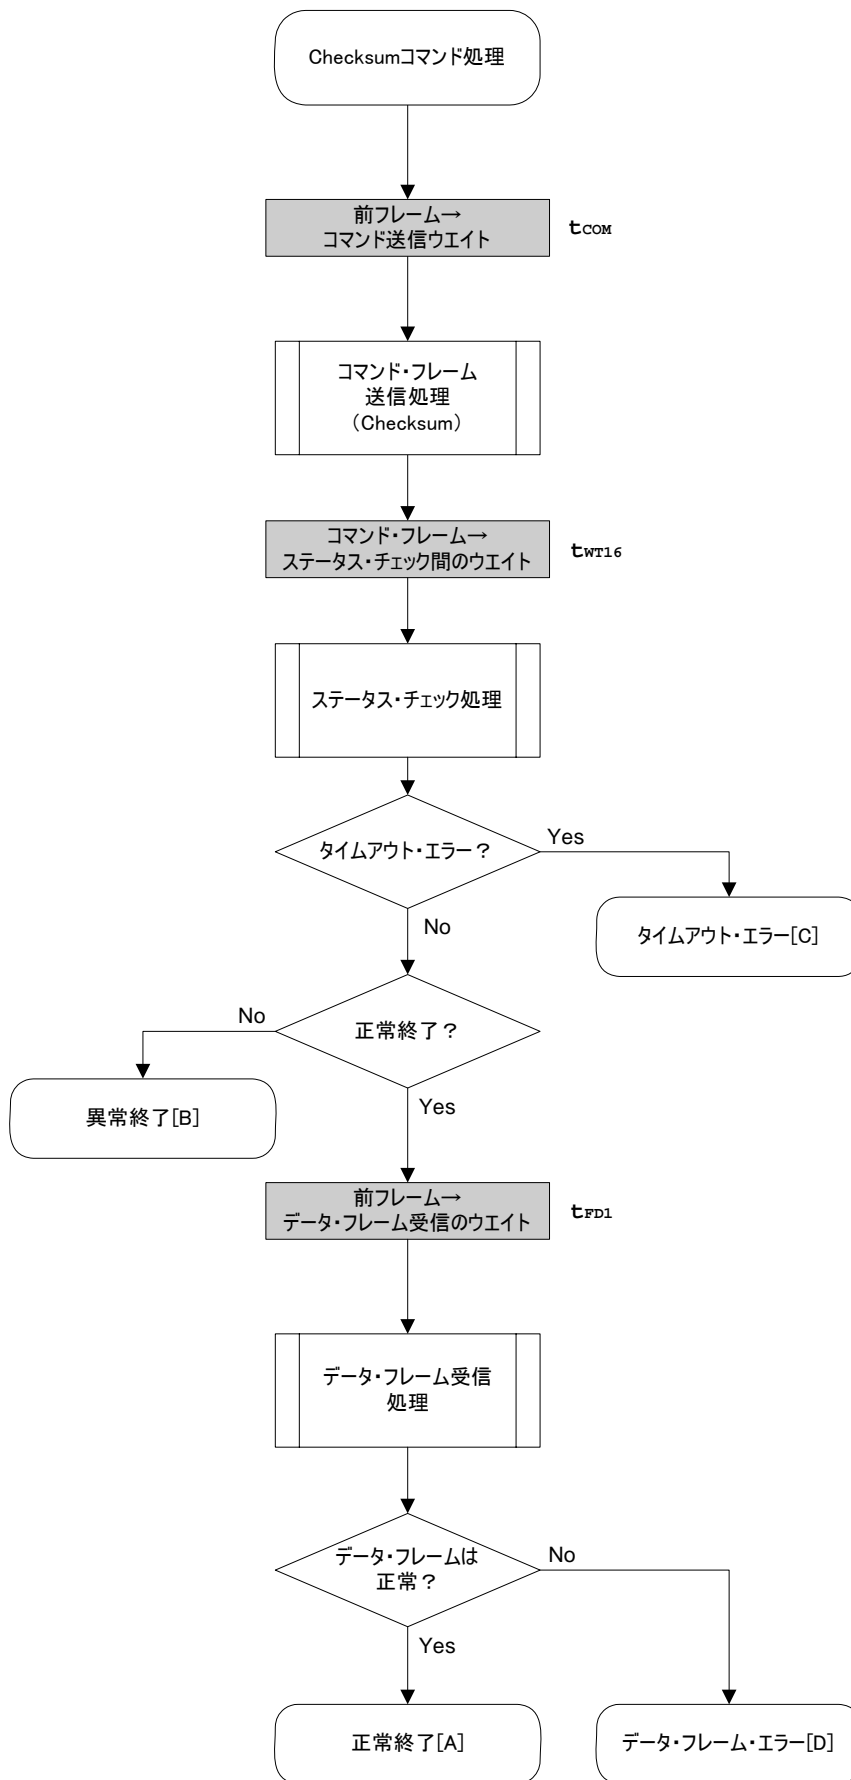 Checksumコマンド処理
前フレーム→
コマンド送信ウエイト
tCOM
コマンド・フレーム
送信処理
（Checksum）
コマンド・フレーム→
ステータス・チェック間のウエイト
tWT16
ステータス・チェック処理
タイムアウト・エラー？
Yes
タイムアウト・エラー[C]
No
正常終了？
No
異常終了[B]
Yes
前フレーム→
データ・フレーム受信のウエイト
tFD1
データ・フレーム受信
処理
データ・フレームは
正常？
No
Yes
正常終了[A]
データ・フレーム・エラー[D]